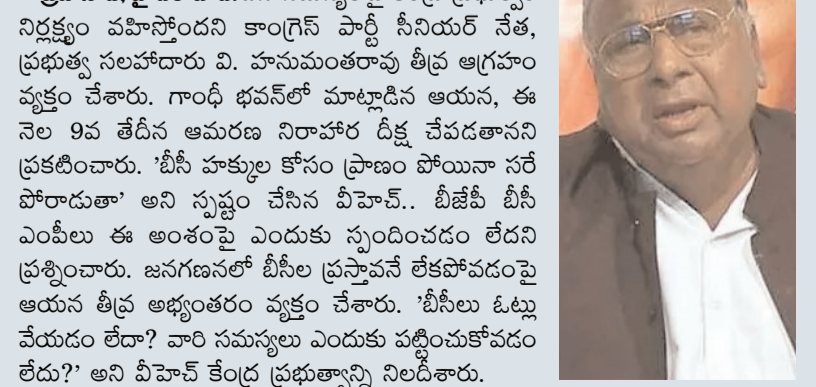 నిర్లక్ష్యం వహిస్తోందని కాంగ్రెస్ పార్టీ సీనియర్ నేత,
ప్రభుత్వ సలహాదారు వి. హనుమంతరావు తీవ్ర ఆగ్రహం
వ్యక్తం చేశారు. గాంధీ భవన్‌లో మాట్లాడిన ఆయన, ఈ
నెల 9వ తేదీన ఆమరణ నిరాహార దీక్ష చేపడతానని
ప్రకటించారు. ’బీసీ హక్కుల కోసం ప్రాణం పోయినా సరే
పోరాడుతా’ అని స్పష్టం చేసిన వీహెచ్.. బీజేపీ బీసీ
ఎంపీలు ఈ అంశంపై ఎందుకు స్పందించడం లేదని
ప్రశ్నించారు. జనగణనలో బీసీల ప్రస్తావనే లేకపోవడంపై
ఆయన తీవ్ర అభ్యంతరం వ్యక్తం చేశారు. ’బీసీలు ఓట్లు
వేయడం లేదా? వారి సమస్యలు ఎందుకు పట్టించుకోవడం
లేదు?’ అని వీహెచ్ కేంద్ర ప్రభుత్వాన్ని నిలదీశారు.